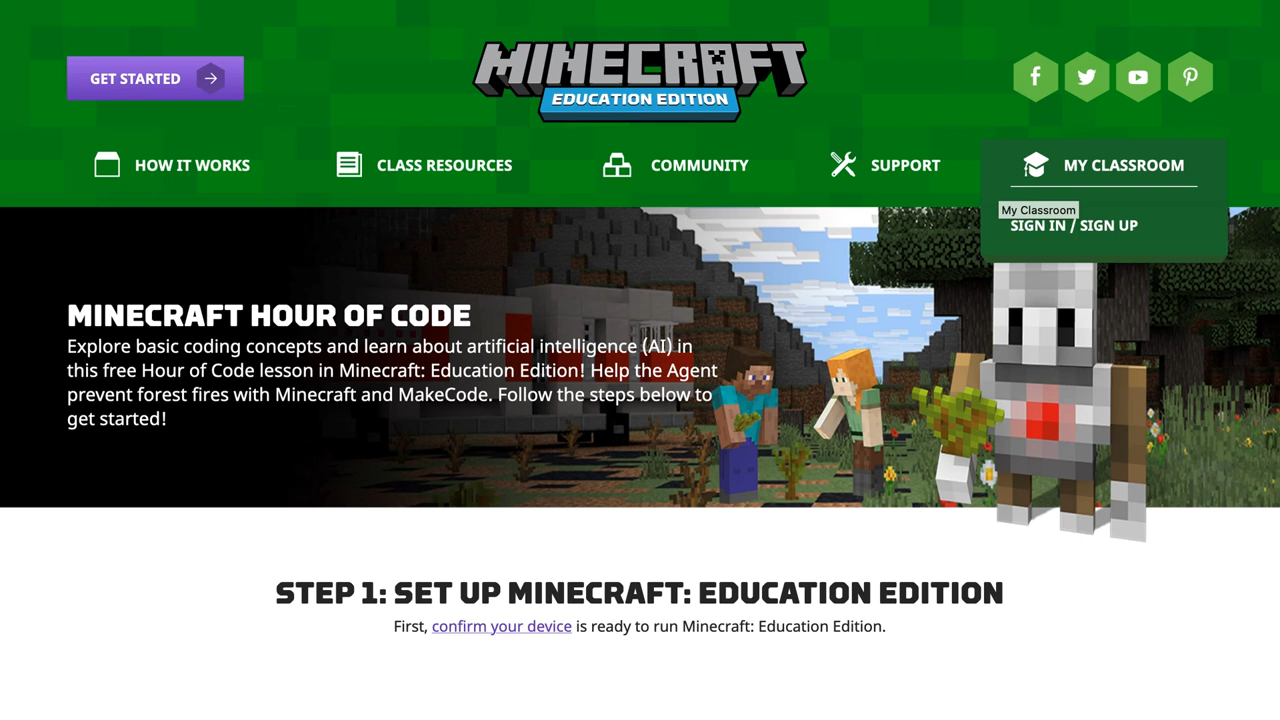 GET STARTED
MINECRAFT
EDUCATION EDITION
HOW IT WORKS
CLASS RESOURCES
COMMUNITY
SUPPORT
MY CLASSROOM
My Classroom
SIGN IN / SIGN UP
MINECRAFT HOUR OF CODE
Explore basic coding concepts and learn about artificial intelligence (AI) in
this free Hour of Code lesson in Minecraft: Education Edition! Help the Agent
prevent forest fires with Minecraft and MakeCode. Follow the steps below to
get started!
STEP 1: SET UP MINECRAFT: EDUCATION EDITION
First, confirm your device is ready to run Minecraft: Education Edition.